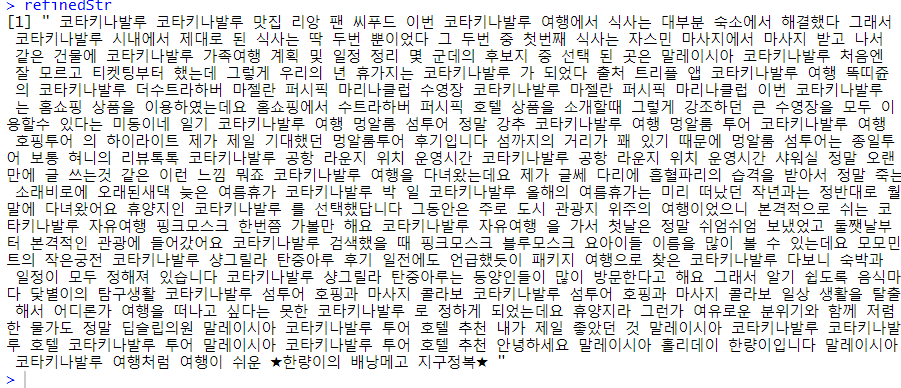 > refinedStr
[1] " 코타키나발루 코타키나발루 맛집 리앙 팬 씨푸드 이번 코타키나발루 여행에서 식사는 대부분 숙소에서 해결했다 그래서
 코타키나발루 시내에서 제대로 된 식사는 딱 두번 뿐이었다 그 두번 중 첫번째 식사는 자스민 마사지에서 마사지 받고 나서
 같은 건물에 코타키나발루 가족여행 계획 및 일정 정리 몇 군데의 후보지 중 선택 된 곳은 말레이시아 코타키나발루 처음엔
 잘 모르고 티켓팅부터 했는데 그렇게 우리의 년 휴가지는 코타키나발루 가 되었다 출처 트리플 앱 코타키나발루 여행 똑띠쥰
의 코타키나발루 더수트라하버 마젤란 퍼시픽 마리나클럽 수영장 코타키나발루 마젤란 퍼시픽 마리나클럽 이번 코타키나발루
는 홈쇼핑 상품을 이용하였는데요 홈쇼핑에서 수트라하버 퍼시픽 호텔 상품을 소개할때 그렇게 강조하던 큰 수영장을 모두 이
용할수 있다는 미동이네 일기 코타키나발루 여행 멍알룸 섬투어 정말 강추 코타키나발루 여행 멍알룸 투어 코타키나발루 여행
 호핑투어 의 하이라이트 제가 제일 기대했던 멍알룸투어 후기입니다 섬까지의 거리가 꽤 있기 때문에 멍알룸 섬투어는 종일투
어 보통 혀니의 리뷰톡톡 코타키나발루 공항 라운지 위치 운영시간 코타키나발루 공항 라운지 위치 운영시간 샤워실 정말 오랜
만에 글 쓰는것 같은 이런 느낌 뭐죠 코타키나발루 여행을 다녀왔는데요 제가 글쎄 다리에 흡혈파리의 습격을 받아서 정말 죽는
 소래비로에 오래된새댁 늦은 여름휴가 코타키나발루 박 일 코타키나발루 올해의 여름휴가는 미리 떠났던 작년과는 정반대로 월
말에 다녀왔어요 휴양지인 코타키나발루 를 선택했답니다 그동안은 주로 도시 관광지 위주의 여행이었으니 본격적으로 쉬는 코
타키나발루 자유여행 핑크모스크 한번쯤 가볼만 해요 코타키나발루 자유여행 을 가서 첫날은 정말 쉬엄쉬엄 보냈었고 둘쨋날부
터 본격적인 관광에 들어갔어요 코타키나발루 검색했을 때 핑크모스크 블루모스크 요아이들 이름을 많이 볼 수 있는데요 모모민
트의 작은궁전 코타키나발루 샹그릴라 탄중아루 후기 일전에도 언급했듯이 패키지 여행으로 찾은 코타키나발루 다보니 숙박과
 일정이 모두 정해져 있습니다 코타키나발루 샹그릴라 탄중아루는 동양인들이 많이 방문한다고 해요 그래서 알기 쉽도록 음식마
다 닻별이의 탐구생활 코타키나발루 섬투어 호핑과 마사지 콜라보 코타키나발루 섬투어 호핑과 마사지 콜라보 일상 생활을 탈출
 해서 어디론가 여행을 떠나고 싶다는 못한 코타키나발루 로 정하게 되었는데요 휴양지라 그런가 여유로운 분위기와 함께 저렴
한 물가도 정말 딥슬립의원 말레이시아 코타키나발루 투어 호텔 추천 내가 제일 좋았던 것 말레이시아 코타키나발루 코타키나발
루 호텔 코타키나발루 투어 말레이시아 코타키나발루 투어 호텔 추천 안녕하세요 말레이시아 홀리데이 한량이입니다 말레이시아
 코타키나발루 여행처럼 여행이 쉬운 ★한량이의 배낭메고 지구정복★ "
>